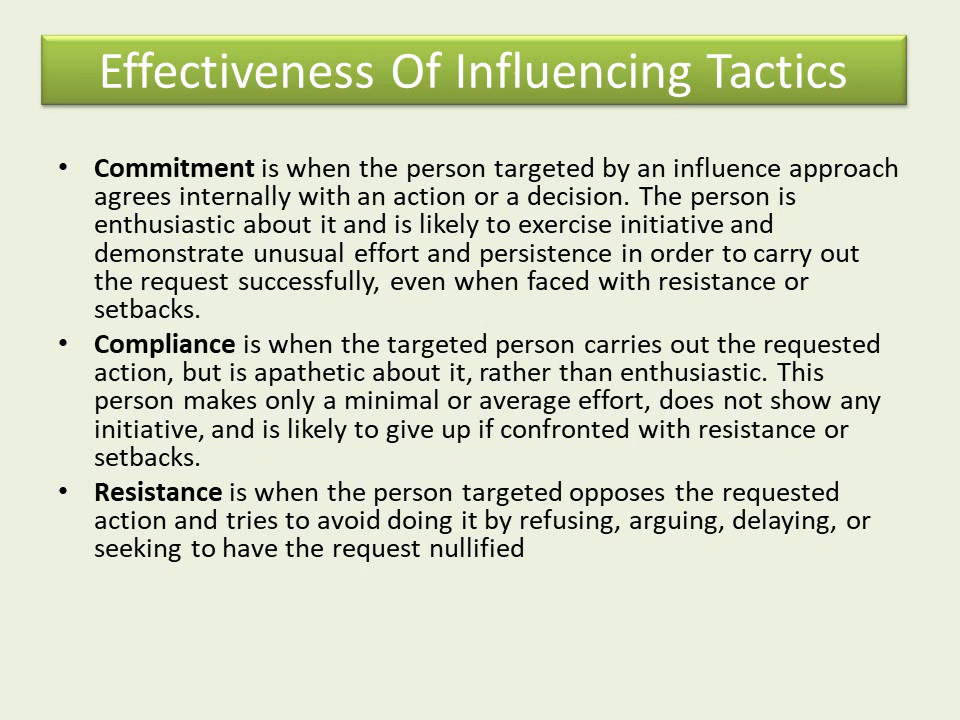 Effectiveness Of Influencing Tactics
• Commitment is when the person targeted by an influence approach
agrees internally with an action or a decision. The person is
enthusiastic about it and is likely to exercise initiative and
demonstrate unusual effort and persistence in order to carry out
the request successfully, even when faced with resistance or
setbacks.
• Compliance is when the targeted person carries out the requested
action, but is apathetic about it, rather than enthusiastic. This
person makes only a minimal or average effort, does not show any
initiative, and is likely to give up if confronted with resistance or
setbacks.
• Resistance is when the person targeted opposes the requested
action and tries to avoid doing it by refusing, arguing, delaying, or
seeking to have the request nullified